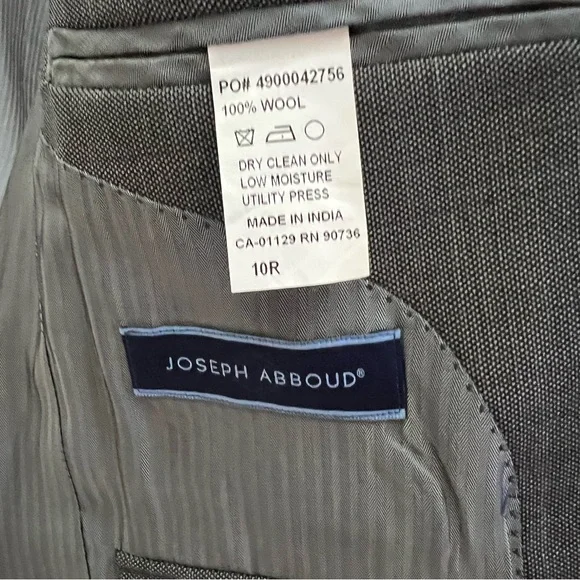 PO# 4900042756
100% WOOL
DRY CLEAN ONLY
LOW MOISTURE
UTILITY PRESS
MADE IN INDIA
CA-01129 RN 90736
10R
JOSEPH ABBOUD®